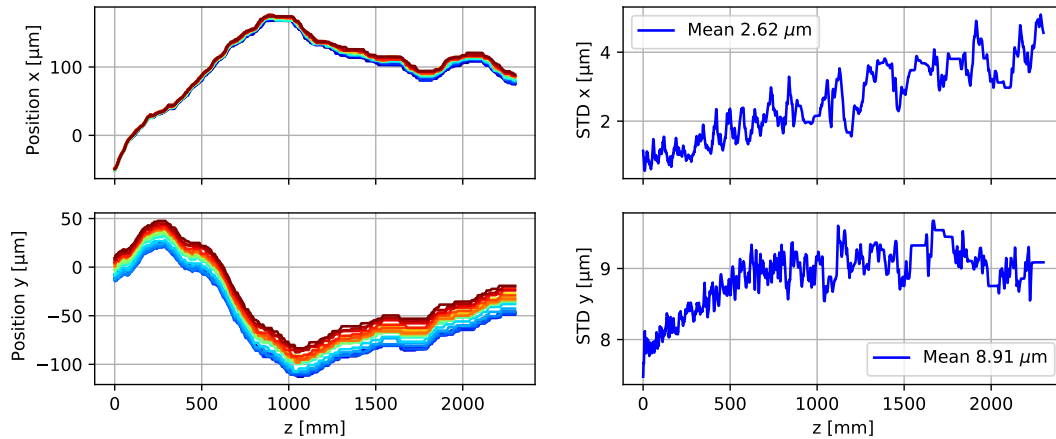 Position x [μm]
100
0
STD x [μm]
4
2
Mean 2.62 μm
Position y [μm]
50
0
−50
−100
0
500
1000
1500
2000
z [mm]
STD y [μm]
9
8
Mean 8.91 μm
0
500
1000
1500
2000
z [mm]